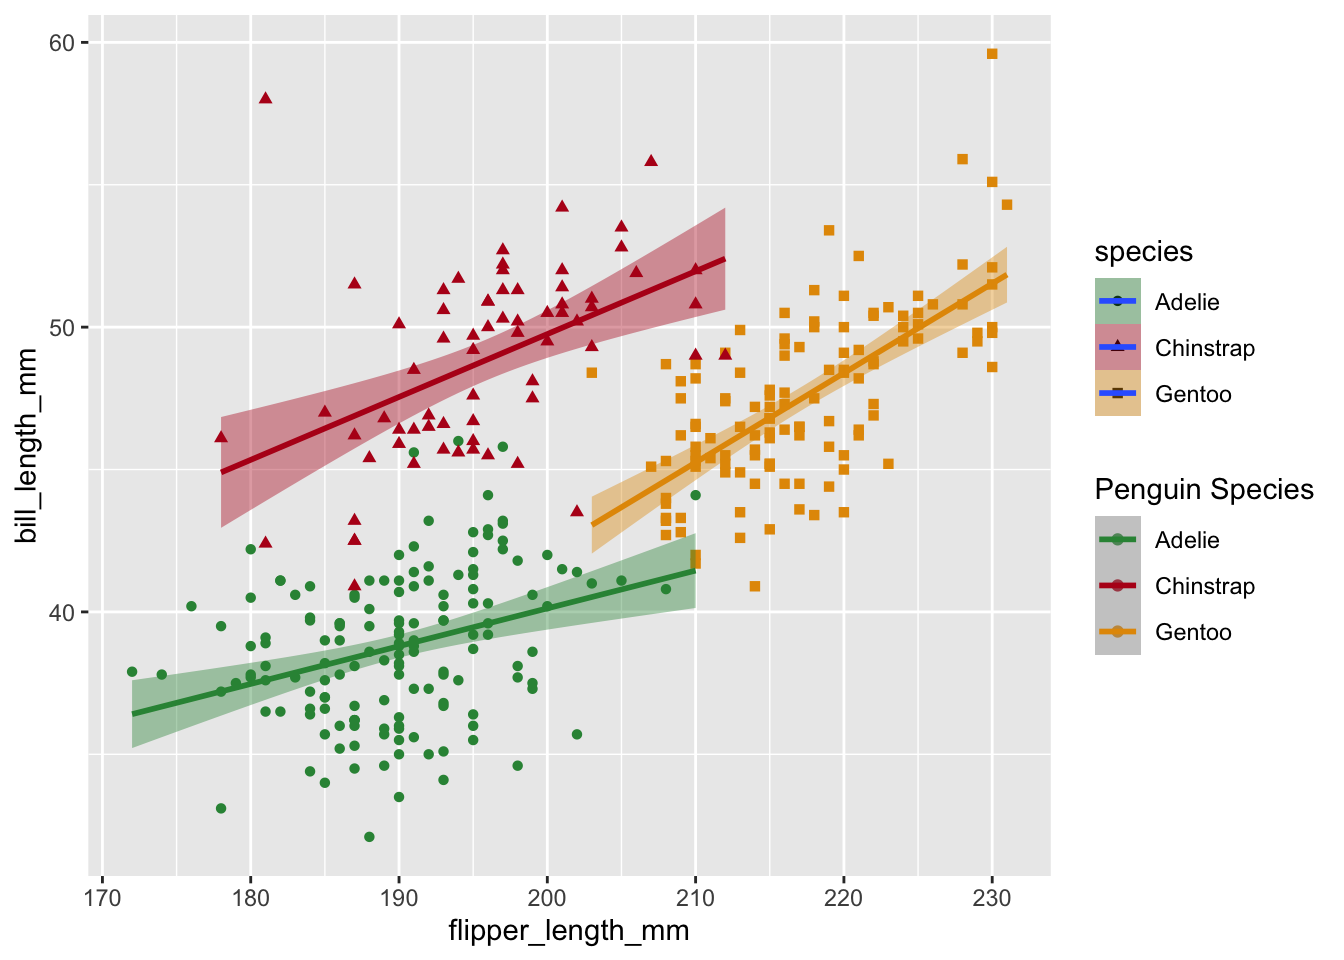 60
50
40
bill_length_mm
170 180 190 200 210 220 230
flipper_length_mm
species
Adelie
Chinstrap
Gentoo
Penguin Species
Adelie
Chinstrap
Gentoo